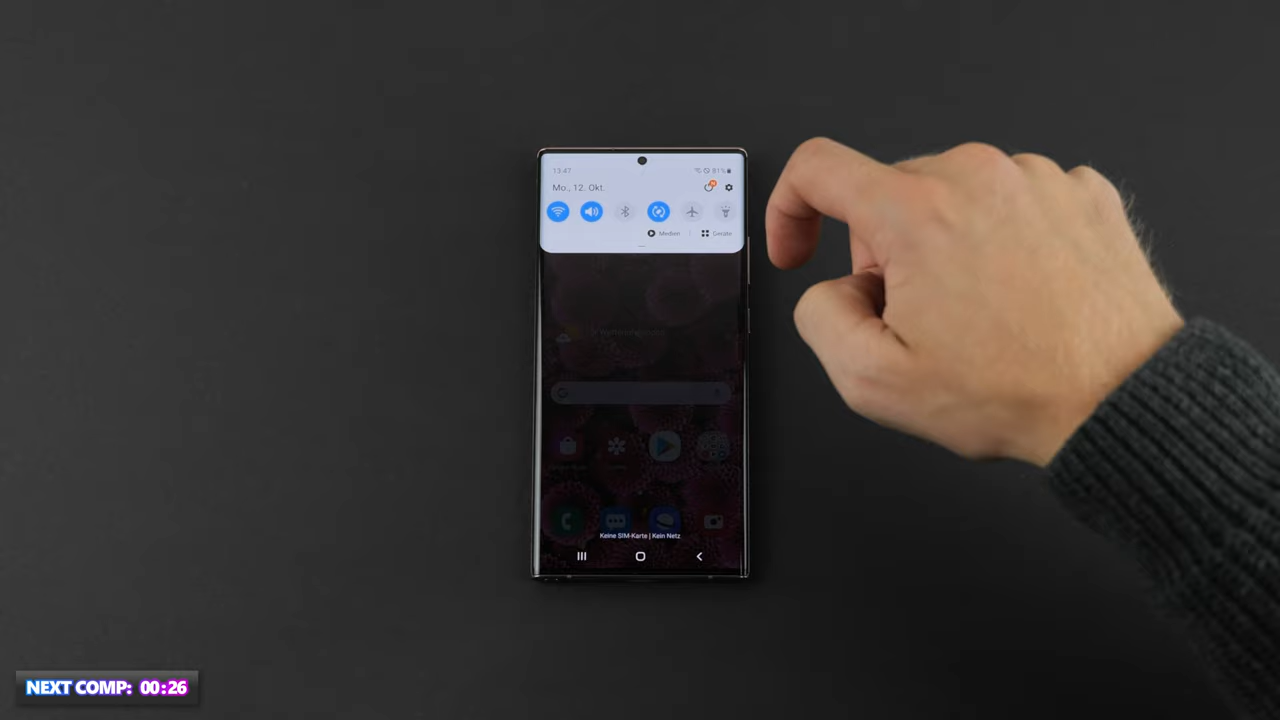 13:47
81%
Mo., 12. Okt.
Medien
Geräte
Keine SIM-Karte | Kein Netz
NEXT COMP: 00:26